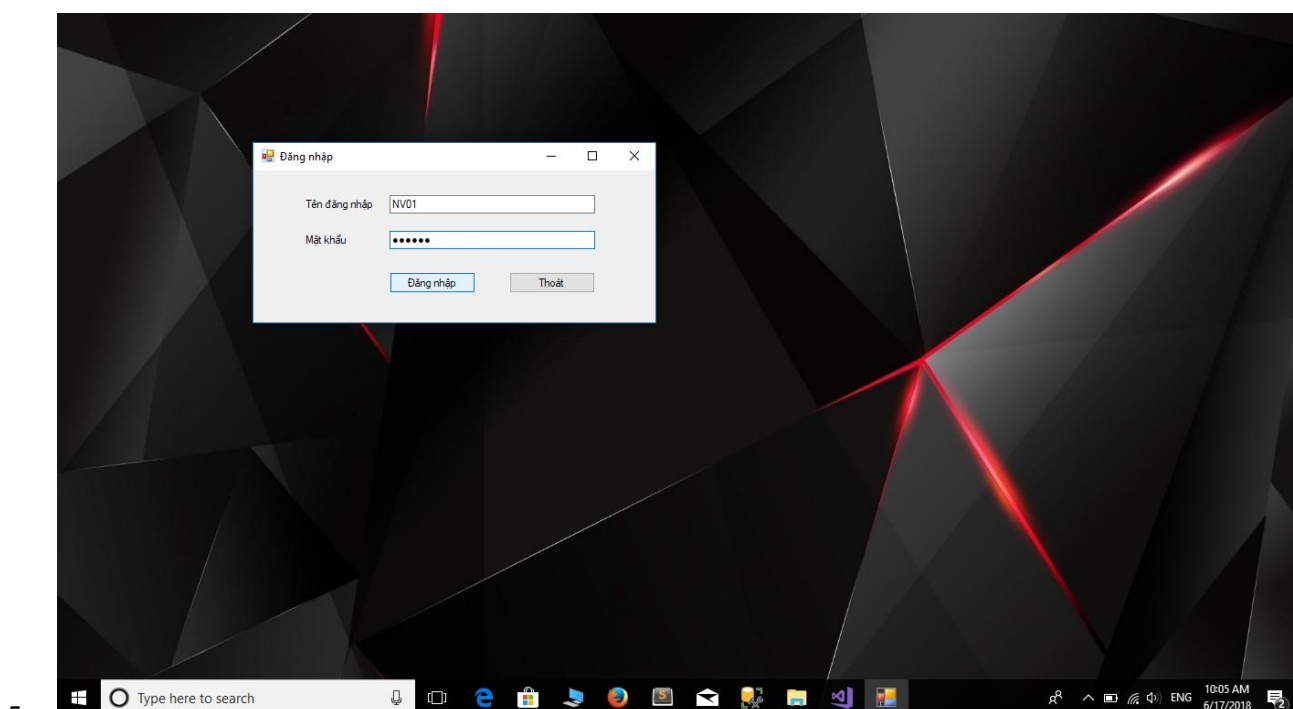 Đăng nhập
Tên đăng nhập NV01
Mật khẩu ••••••
Đăng nhập Thoát
Type here to search
ENG
10:05 AM
6/17/2018
2
-